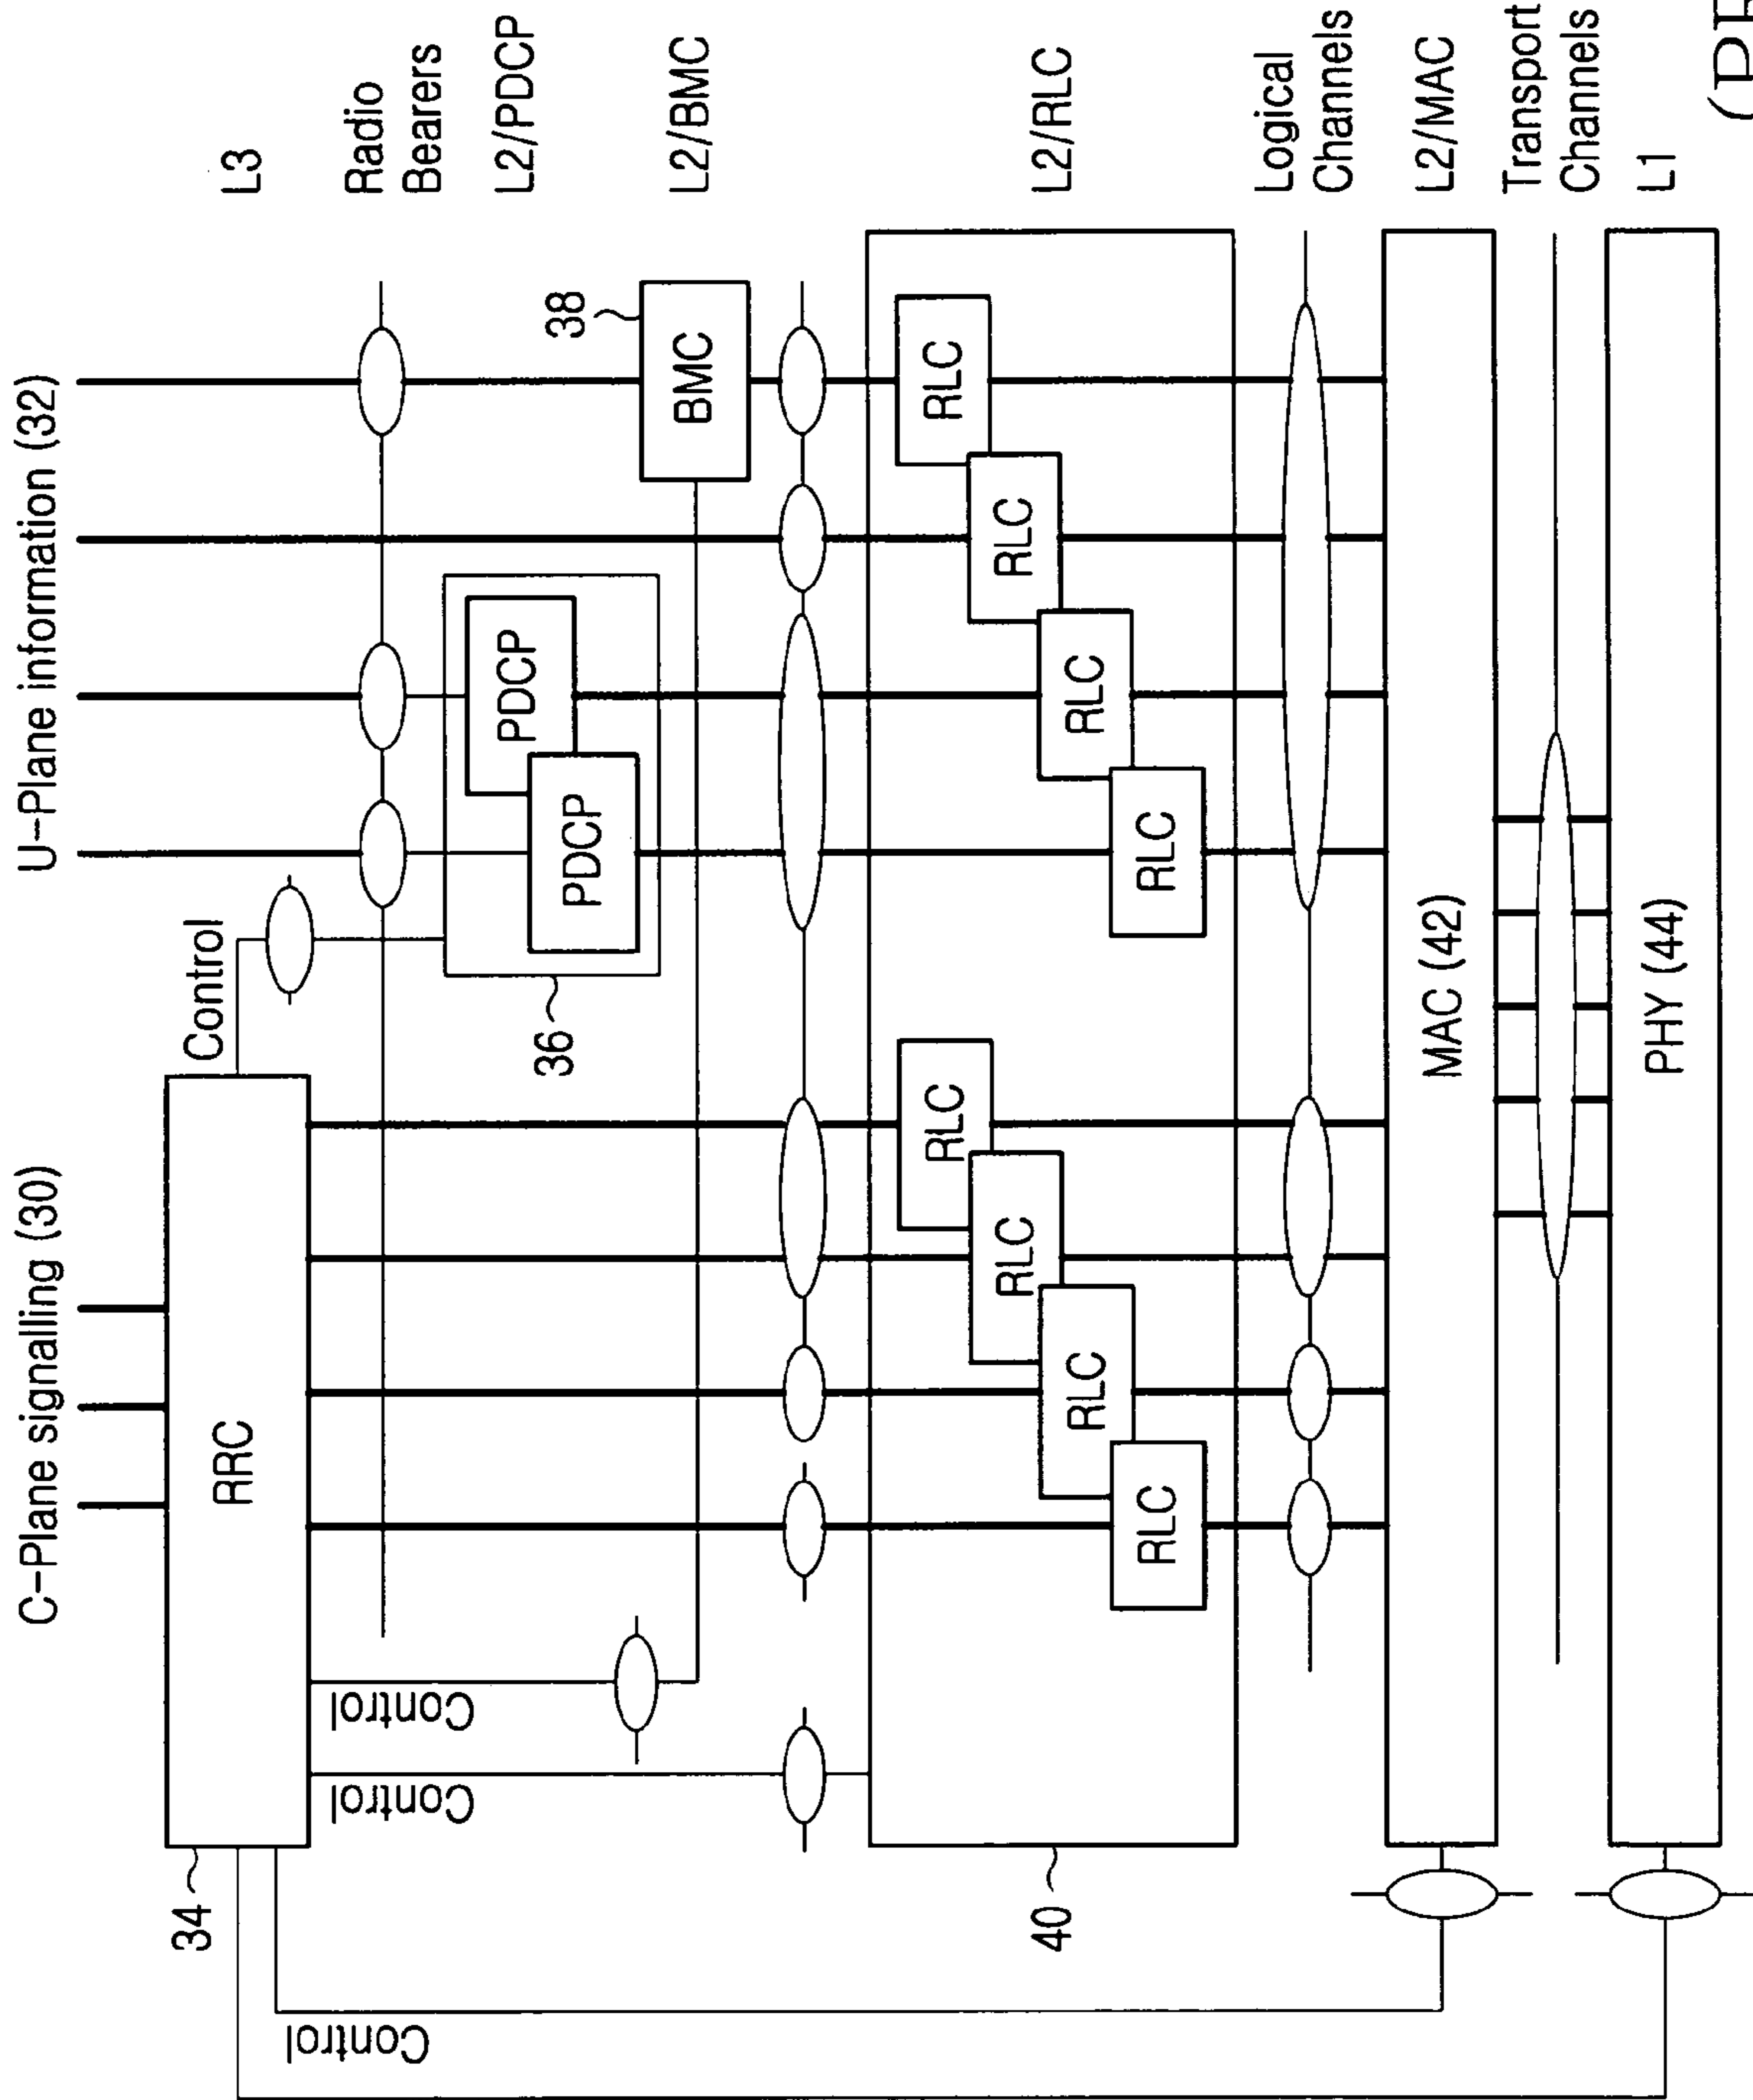 C-Plane signalling (30)
U-Plane information (32)
34
RRC
Control
L3
Control
Control
Control
Radio
Bearers
36
PDCP
PDCP
L2/PDCP
38
BMC
L2/BMC
40
RLC
RLC
RLC
RLC
RLC
RLC
RLC
RLC
L2/RLC
Logical
Channels
MAC (42)
L2/MAC
Transport
Channels
PHY (44)
L1